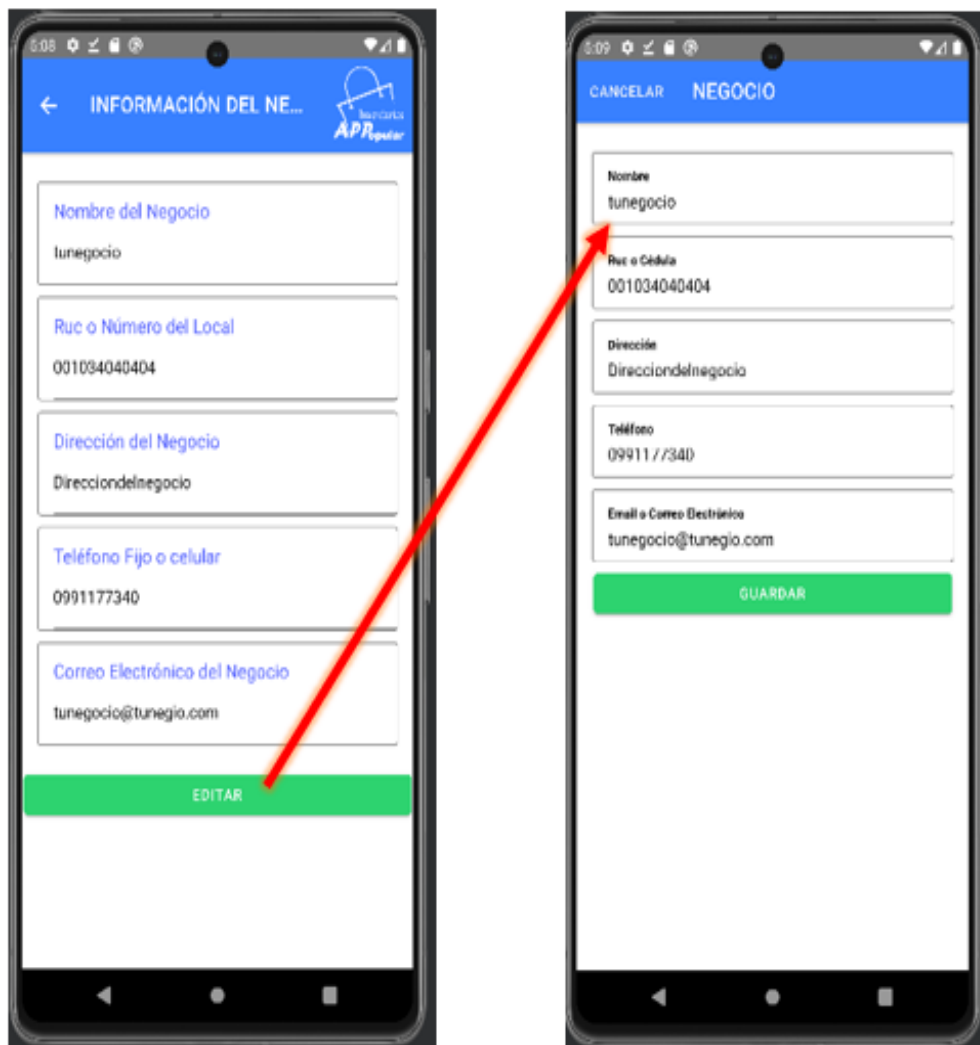 5:08
INFORMACIÓN DEL NE...
Inventarios
APPopular
Nombre del Negocio
tunegocio
Ruc o Número del Local
001034040404
Dirección del Negocio
Direcciondelnegocio
Teléfono Fijo o celular
0991177340
Correo Electrónico del Negocio
tunegocio@tunegio.com
EDITAR
5:09
CANCELAR NEGOCIO
Nombre
tunegocio
Ruc o Cédula
001034040404
Dirección
Direcciondelnegocio
Teléfono
0991177340
Email o Correo Electrónico
tunegocio@tunegio.com
GUARDAR